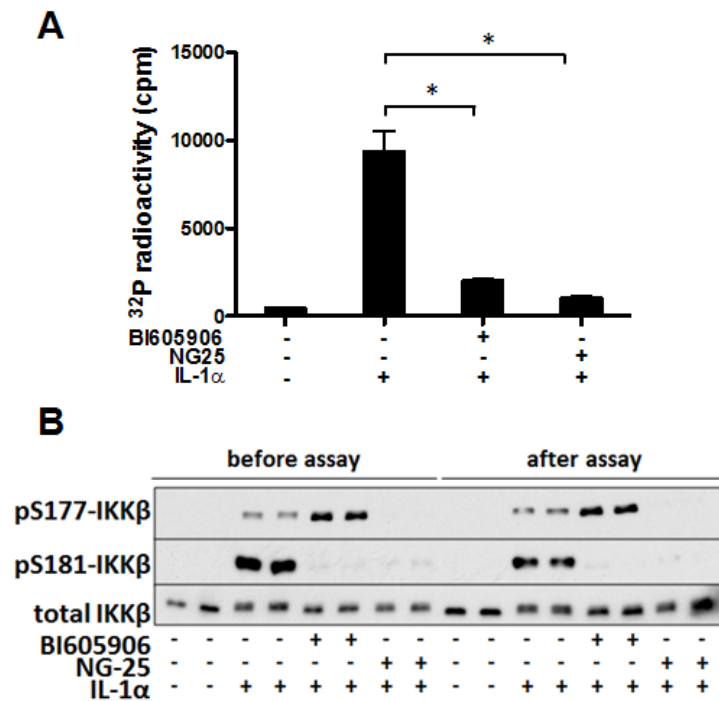 A
15000
*
*
10000
5000
0
³²P radioactivity (cpm)
BI605906 - - + -
NG25 - - - +
IL-1α - + + +
B
before assay after assay
pS177-IKKβ
pS181-IKKβ
total IKKβ
BI605906 - - - - + + - - - - - - + + - -
NG-25 - - - - - - + + - - - - - - + +
IL-1α - - + + + + + + - - + + + + + +